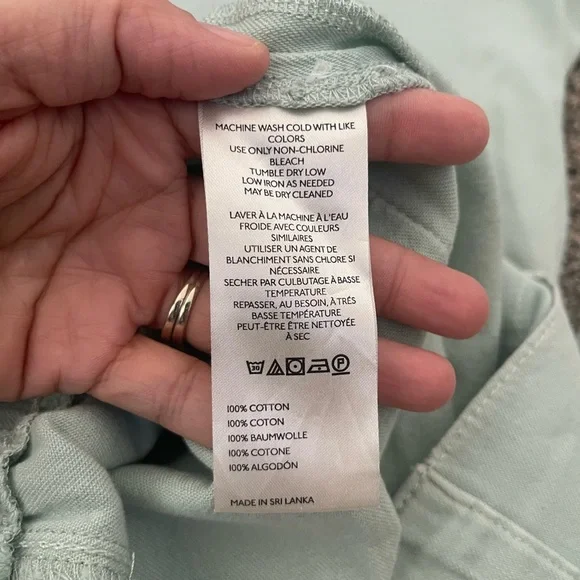 MACHINE WASH COLD WITH LIKE
COLORS
USE ONLY NON-CHLORINE
BLEACH
TUMBLE DRY LOW
LOW IRON AS NEEDED
MAY BE DRY CLEANED
LAVER À LA MACHINE À L'EAU
FROIDE AVEC COULEURS
SIMILAIRES
UTILISER UN AGENT DE
BLANCHIMENT SANS CHLORE SI
NÉCESSAIRE
SECHER PAR CULBUTAGE À BASSE
TEMPERATURE
REPASSER, AU BESOIN, À TRÉS
BASSE TEMPÉRATURE
PEUT-ÊTRE ÊTRE NETTOYÉE
À SEC
30 P
100% COTTON
100% COTON
100% BAUMWOLLE
100% COTONE
100% ALGODÓN
MADE IN SRI LANKA